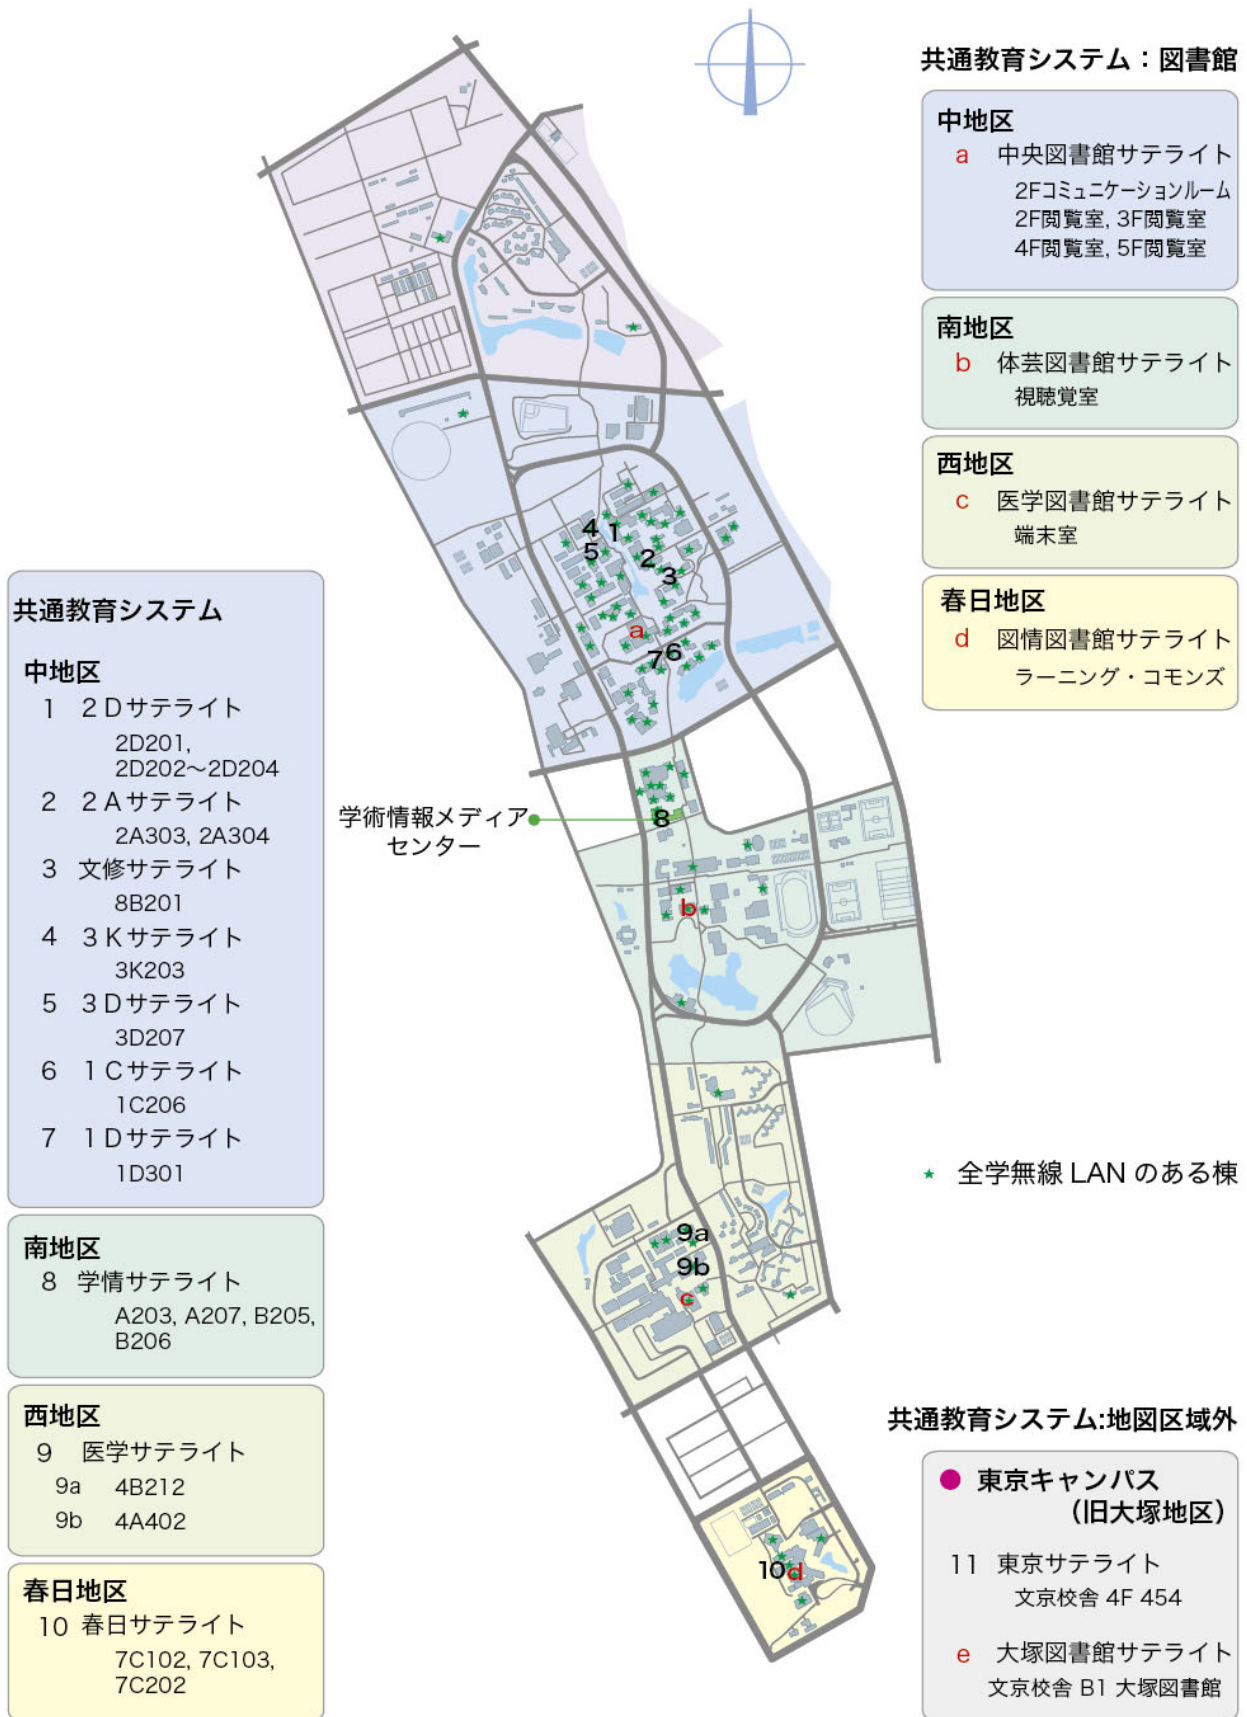 共通教育システム：図書館
中地区
a 中央図書館サテライト
2Fコミュニケーションルーム
2F閲覧室, 3F閲覧室
4F閲覧室, 5F閲覧室
南地区
b 体芸図書館サテライト
視聴覚室
西地区
c 医学図書館サテライト
端末室
春日地区
d 図情図書館サテライト
ラーニング・コモンズ
4
1
5
2
3
a
6
7
共通教育システム
中地区
1 2Dサテライト
2D201,
2D202〜2D204
2 2Aサテライト
2A303, 2A304
3 文修サテライト
8B201
4 3Kサテライト
3K203
5 3Dサテライト
3D207
6 1Cサテライト
1C206
7 1Dサテライト
1D301
南地区
8 学情サテライト
A203, A207, B205,
B206
西地区
9 医学サテライト
9a 4B212
9b 4A402
春日地区
10 春日サテライト
7C102, 7C103,
7C202
学術情報メディア
センター
8
b
9a
9b
c
10d
★ 全学無線 LAN のある棟
共通教育システム:地図区域外
● 東京キャンパス
（旧大塚地区）
11 東京サテライト
文京校舎 4F 454
e 大塚図書館サテライト
文京校舎 B1 大塚図書館